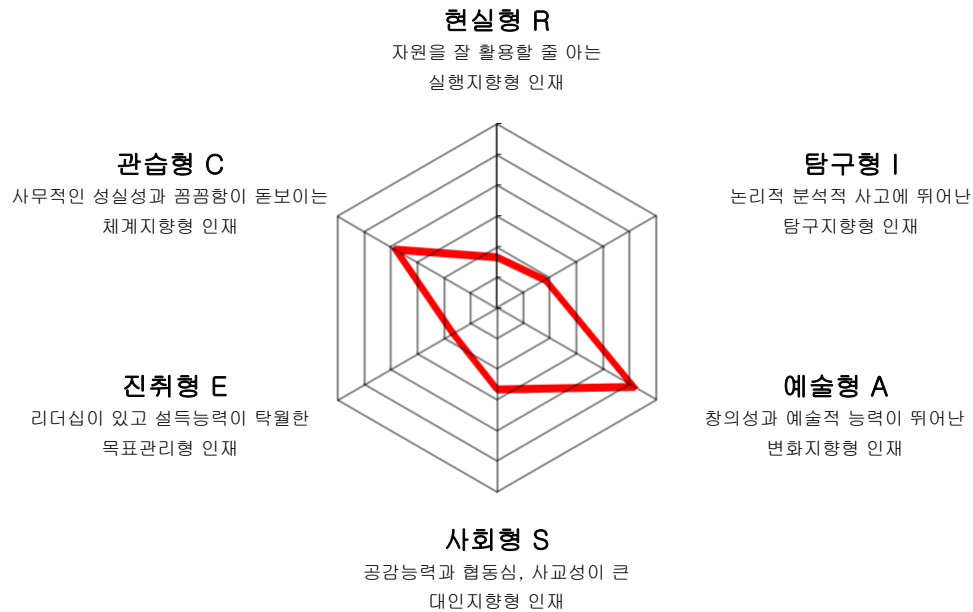 현실형 R
자원을 잘 활용할 줄 아는
실행지향형 인재
관습형 C
사무적인 성실성과 꼼꼼함이 돋보이는
체계지향형 인재
탐구형 I
논리적 분석적 사고에 뛰어난
탐구지향형 인재
진취형 E
리더십이 있고 설득능력이 탁월한
목표관리형 인재
예술형 A
창의성과 예술적 능력이 뛰어난
변화지향형 인재
사회형 S
공감능력과 협동심, 사교성이 큰
대인지향형 인재